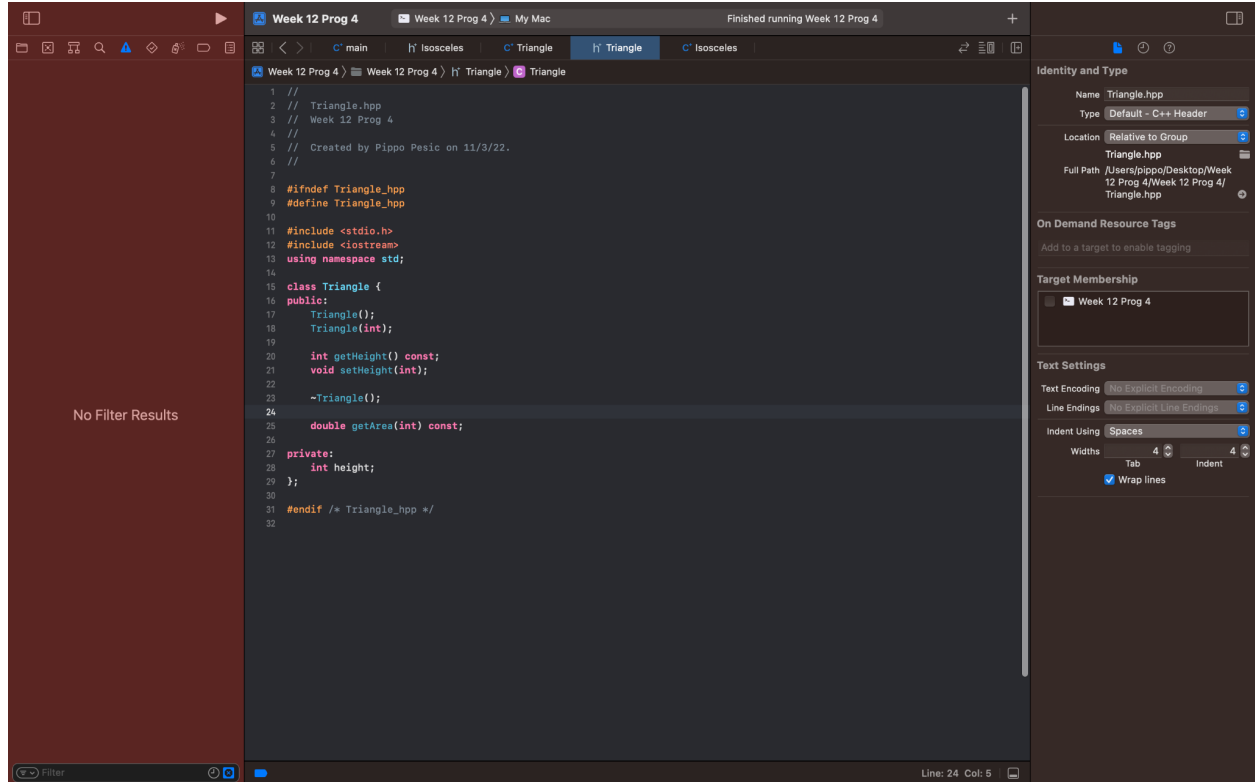 Week 12 Prog 4
Week 12 Prog 4 〉 My Mac
Finished running Week 12 Prog 4
main
Isosceles
Triangle
Triangle
Isosceles
Week 12 Prog 4 〉 Week 12 Prog 4 〉 Triangle 〉 C Triangle
1 //
2 //  Triangle.hpp
3 //  Week 12 Prog 4
4 //
5 //  Created by Pippo Pesic on 11/3/22.
6 //
7
8 #ifndef Triangle_hpp
9 #define Triangle_hpp
10
11 #include <stdio.h>
12 #include <iostream>
13 using namespace std;
14
15 class Triangle {
16 public:
17     Triangle();
18     Triangle(int);
19
20     int getHeight() const;
21     void setHeight(int);
22
23     ~Triangle();
24
25     double getArea(int) const;
26
27 private:
28     int height;
29 };
30
31 #endif /* Triangle_hpp */
32
No Filter Results
Filter
Line: 24 Col: 5
Identity and Type
Name Triangle.hpp
Type Default - C++ Header
Location Relative to Group
Triangle.hpp
Full Path /Users/pippo/Desktop/Week
12 Prog 4/Week 12 Prog 4/
Triangle.hpp
On Demand Resource Tags
Add to a target to enable tagging
Target Membership
Week 12 Prog 4
Text Settings
Text Encoding No Explicit Encoding
Line Endings No Explicit Line Endings
Indent Using Spaces
Widths 4 4
Tab Indent
Wrap lines